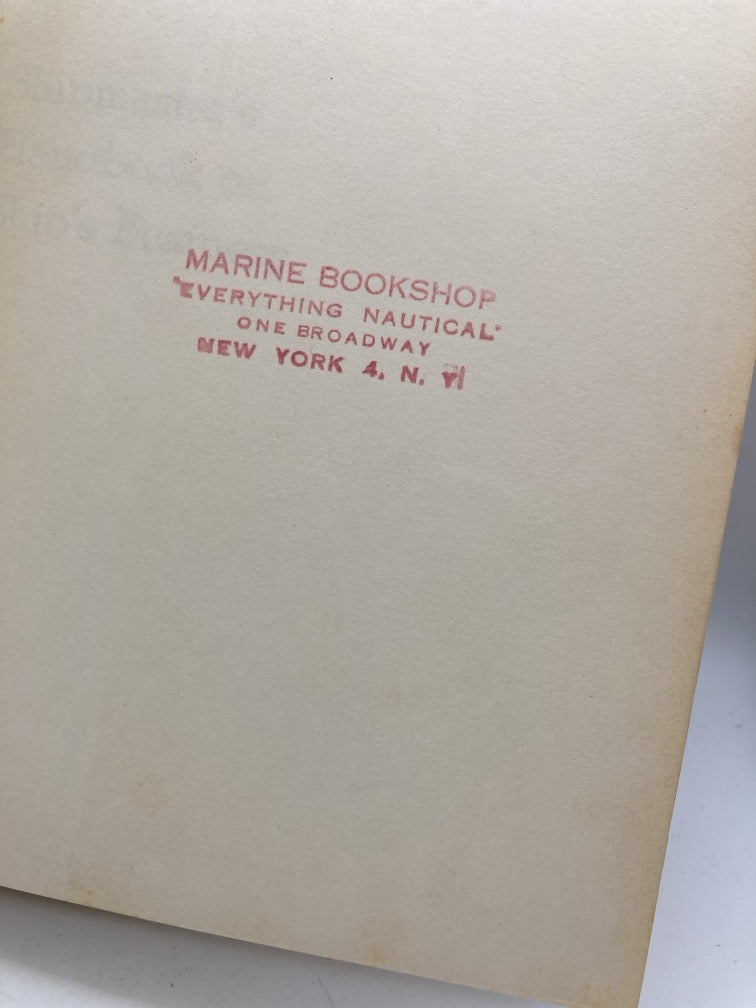 MARINE BOOKSHOP
"EVERYTHING NAUTICAL"
ONE BROADWAY
NEW YORK 4. N. Y.